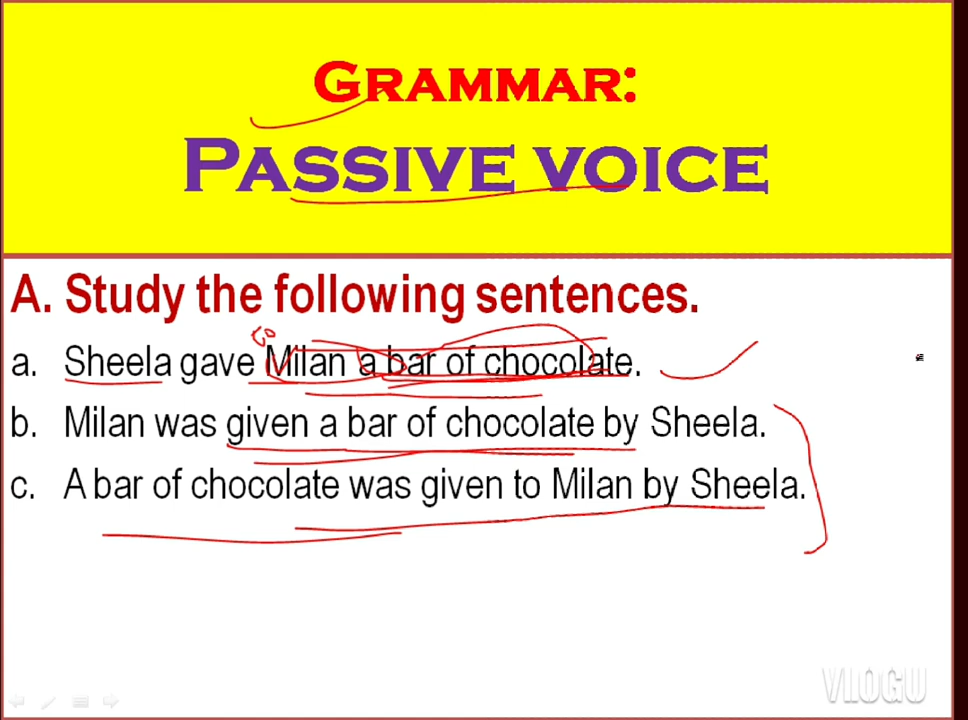 GRAMMAR:
PASSIVE VOICE
A. Study the following sentences.
to
a. Sheela gave Milan a bar of chocolate.
b. Milan was given a bar of chocolate by Sheela.
c. A bar of chocolate was given to Milan by Sheela.
VLOGU